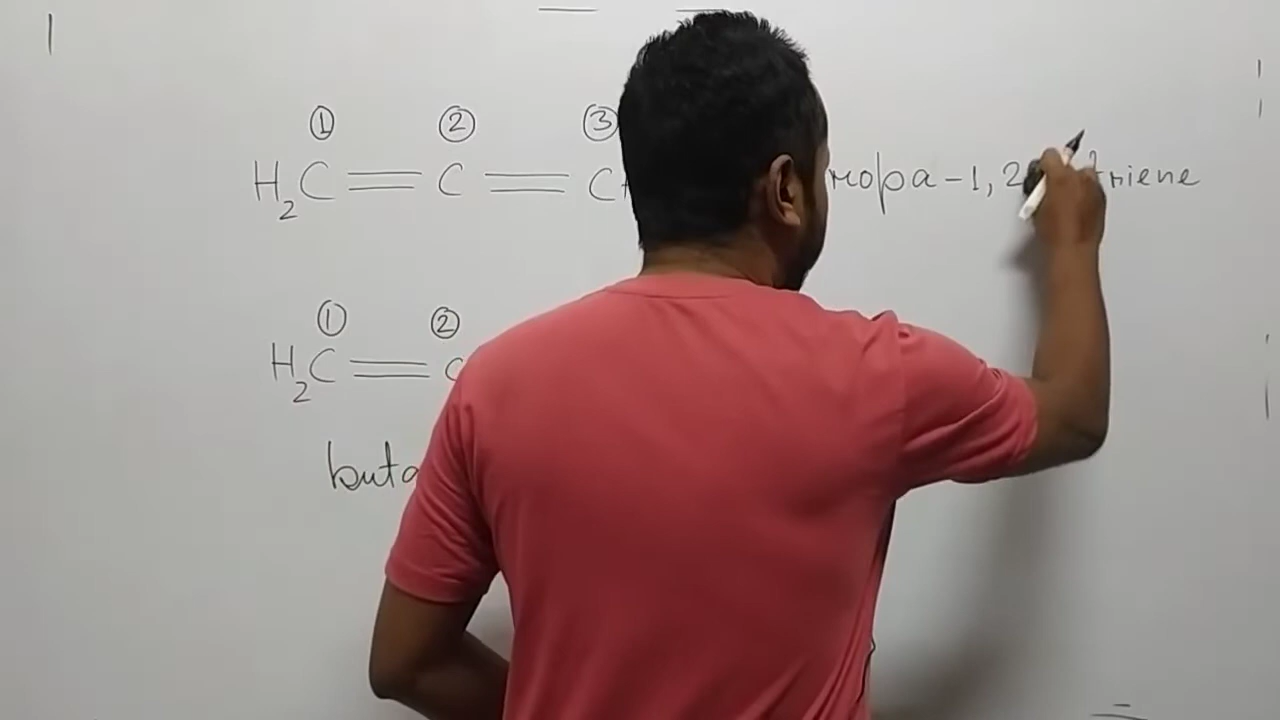 ① ② ③
H₂C = C = C
ropa-1,2 triene
① ②
H₂C = C
buta